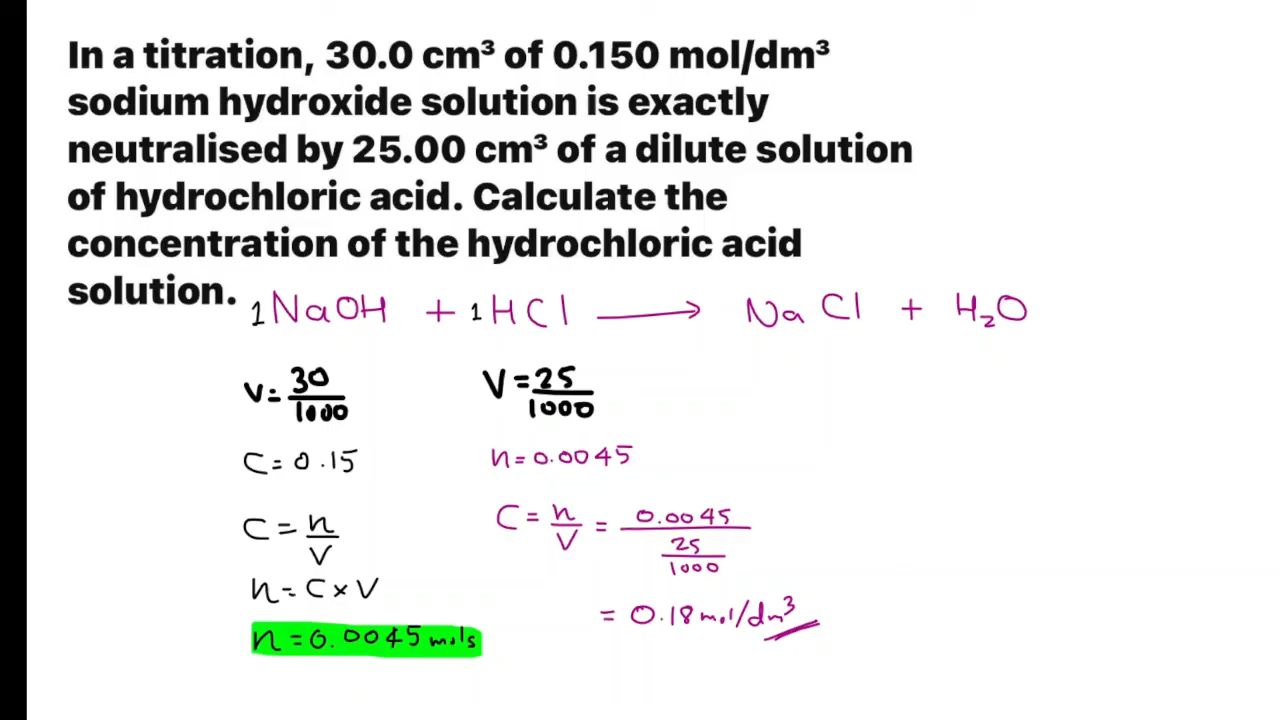 In a titration, 30.0 cm³ of 0.150 mol/dm³
sodium hydroxide solution is exactly
neutralised by 25.00 cm³ of a dilute solution
of hydrochloric acid. Calculate the
concentration of the hydrochloric acid
solution.
1NaOH + 1HCl ⟶ NaCl + H₂O
V = 30/1000
V = 25/1000
C = 0.15
n = 0.0045
C = n/V
C = n/V = 0.0045/(25/1000)
n = C × V
= 0.18 mol/dm³
n = 0.0045 mols